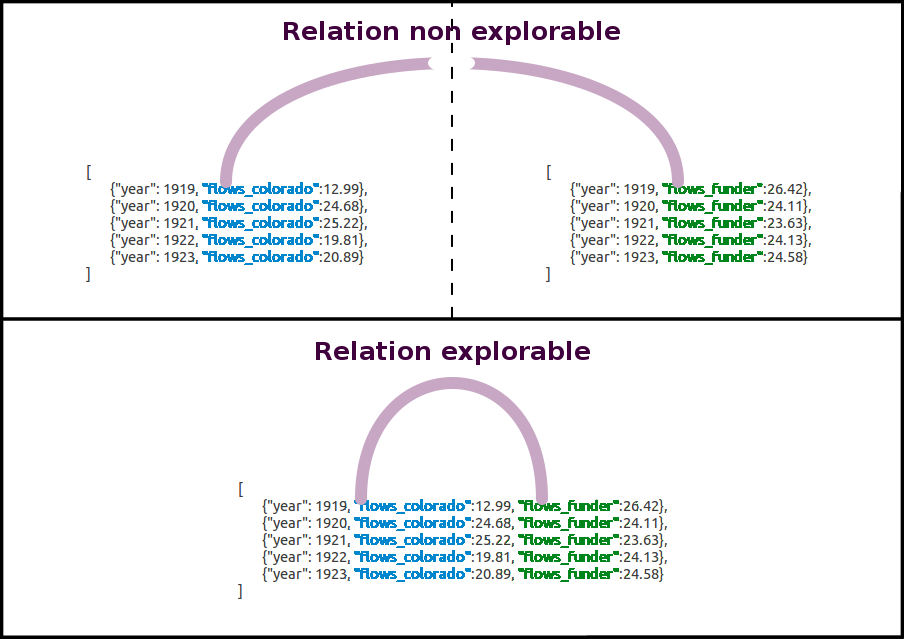 Relation non explorable
[
{"year": 1919, "flows_colorado":12.99},
{"year": 1920, "flows_colorado":24.68},
{"year": 1921, "flows_colorado":25.22},
{"year": 1922, "flows_colorado":19.81},
{"year": 1923, "flows_colorado":20.89}
]
[
{"year": 1919, "flows_funder":26.42},
{"year": 1920, "flows_funder":24.11},
{"year": 1921, "flows_funder":23.63},
{"year": 1922, "flows_funder":24.13},
{"year": 1923, "flows_funder":24.58}
]
Relation explorable
[
{"year": 1919, "flows_colorado":12.99, "flows_funder":26.42},
{"year": 1920, "flows_colorado":24.68, "flows_funder":24.11},
{"year": 1921, "flows_colorado":25.22, "flows_funder":23.63},
{"year": 1922, "flows_colorado":19.81, "flows_funder":24.13},
{"year": 1923, "flows_colorado":20.89, "flows_funder":24.58}
]